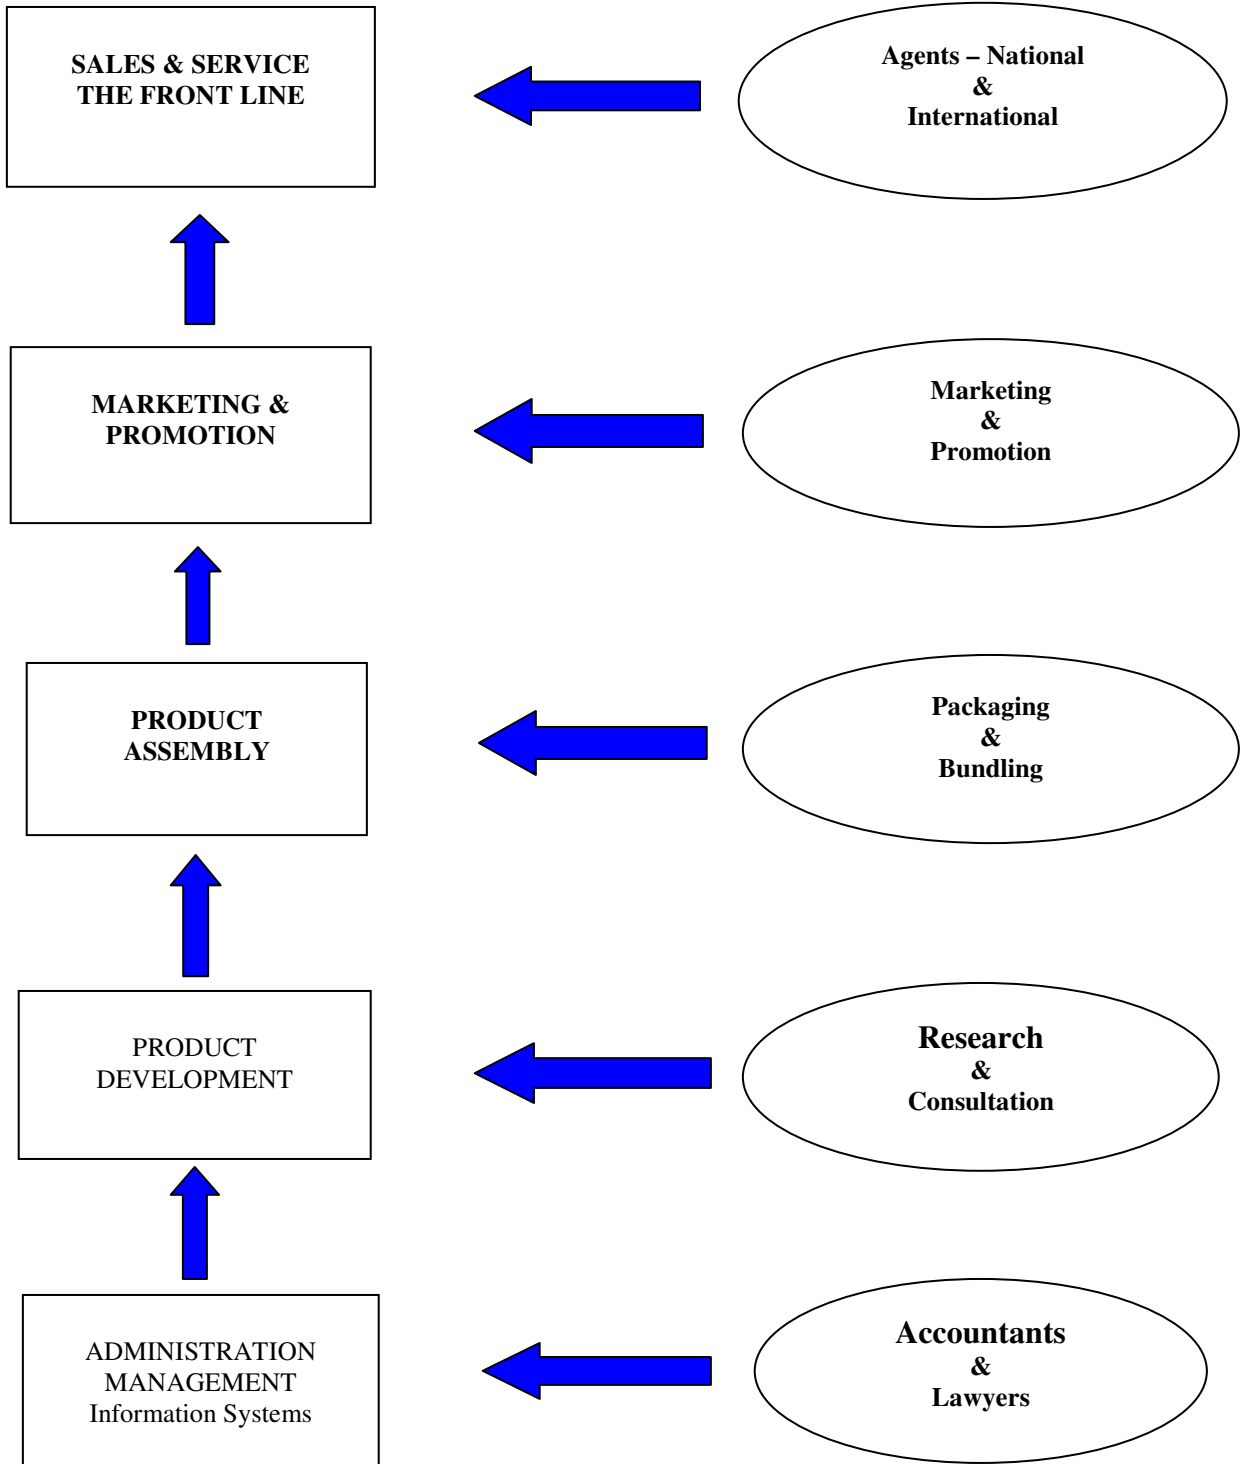 SALES & SERVICE
THE FRONT LINE
Agents – National
&
International
MARKETING &
PROMOTION
Marketing
&
Promotion
PRODUCT
ASSEMBLY
Packaging
&
Bundling
PRODUCT
DEVELOPMENT
Research
&
Consultation
ADMINISTRATION
MANAGEMENT
Information Systems
Accountants
&
Lawyers